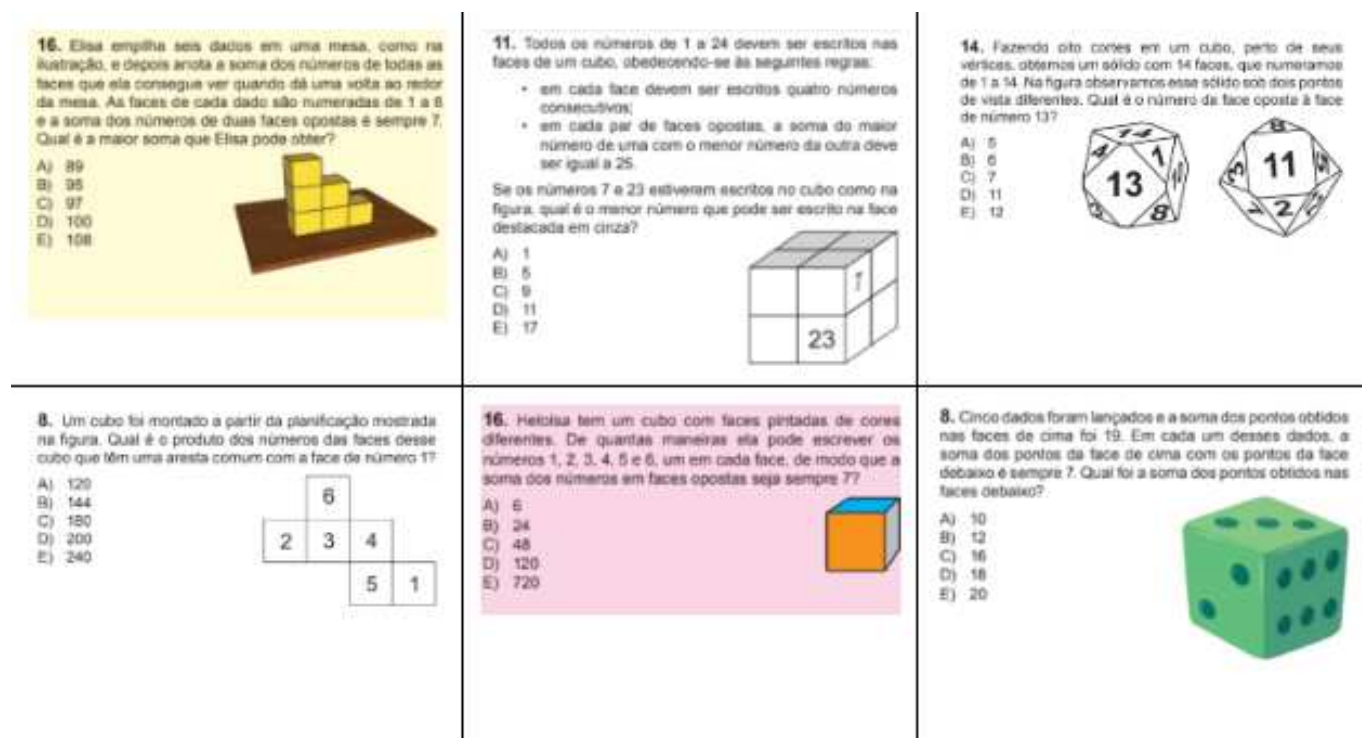 16. Elisa empilha seis dados em uma mesa, como na
ilustração, e depois anota a soma dos números de todas as
faces que ela consegue ver quando dá uma volta ao redor
da mesa. As faces de cada dado são numeradas de 1 a 6
e a soma dos números de duas faces opostas é sempre 7.
Qual é a maior soma que Elisa pode obter?
A) 89
B) 95
C) 97
D) 100
E) 108
11. Todos os números de 1 a 24 devem ser escritos nas
faces de um cubo, obedecendo-se às seguintes regras:
• em cada face devem ser escritos quatro números
consecutivos;
• em cada par de faces opostas, a soma do maior
número de uma com o menor número da outra deve
ser igual a 25.
Se os números 7 e 23 estiverem escritos no cubo como na
figura, qual é o menor número que pode ser escrito na face
destacada em cinza?
A) 1
B) 5
C) 9
D) 11
E) 17
7
23
14. Fazendo oito cortes em um cubo, perto de seus
vértices, obtemos um sólido com 14 faces, que numeramos
de 1 a 14. Na figura observamos esse sólido sob dois pontos
de vista diferentes. Qual é o número da face oposta à face
de número 13?
A) 5
B) 6
C) 7
D) 11
E) 12
14
4
1
13
8
8
11
3
2
8. Um cubo foi montado a partir da planificação mostrada
na figura. Qual é o produto dos números das faces desse
cubo que têm uma aresta comum com a face de número 1?
A) 120
B) 144
C) 180
D) 200
E) 240
6
2 3 4
5 1
16. Heloísa tem um cubo com faces pintadas de cores
diferentes. De quantas maneiras ela pode escrever os
números 1, 2, 3, 4, 5 e 6, um em cada face, de modo que a
soma dos números em faces opostas seja sempre 7?
A) 6
B) 24
C) 48
D) 120
E) 720
8. Cinco dados foram lançados e a soma dos pontos obtidos
nas faces de cima foi 19. Em cada um desses dados, a
soma dos pontos da face de cima com os pontos da face
debaixo é sempre 7. Qual foi a soma dos pontos obtidos nas
faces debaixo?
A) 10
B) 12
C) 16
D) 18
E) 20